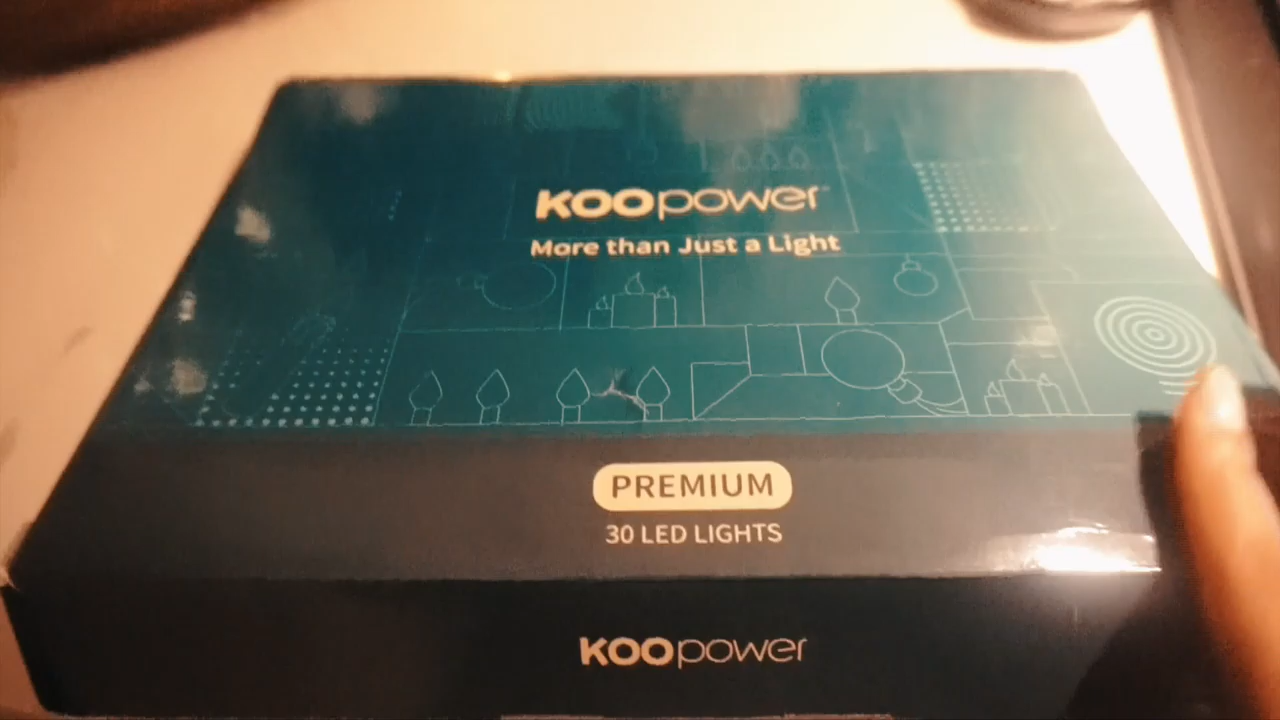 KOOpower
More than Just a Light
PREMIUM
30 LED LIGHTS
KOOpower